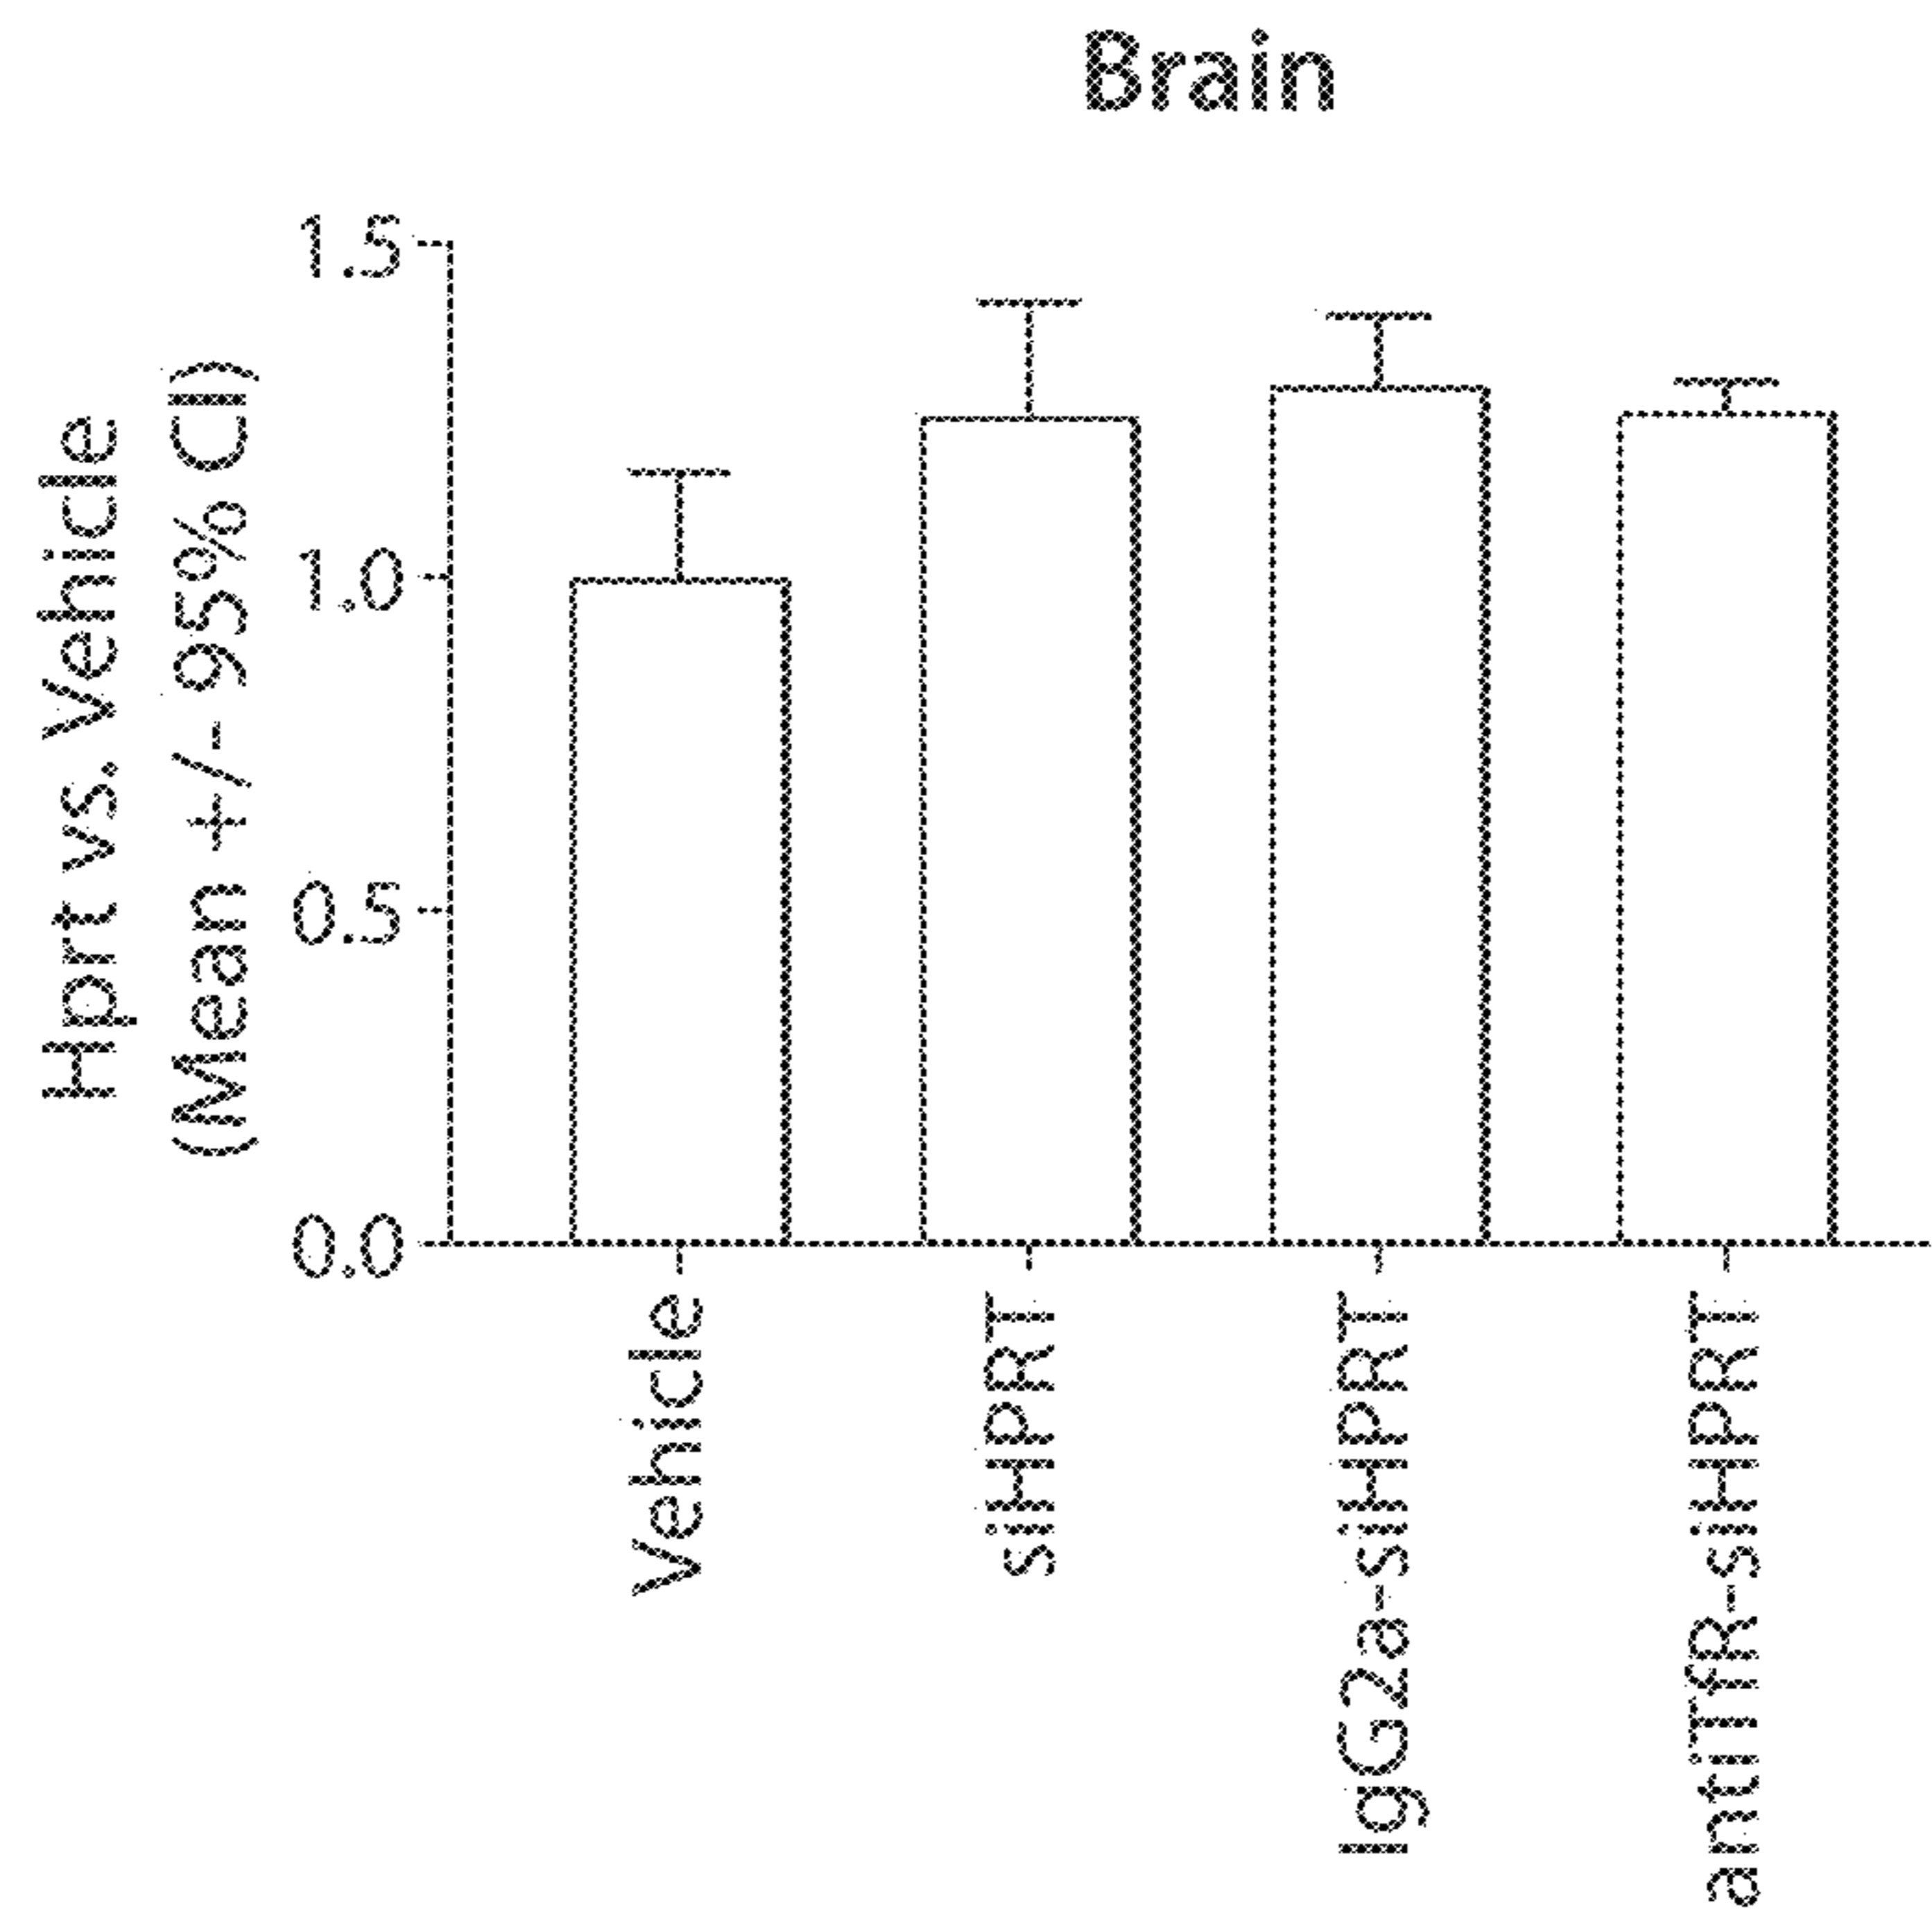 Brain
Hprt vs. Vehicle
(Mean +/- 95% CI)
1.5
1.0
0.5
0.0
Vehicle
siHPRT
IgG2a-siHPRT
antiTfR-siHPRT